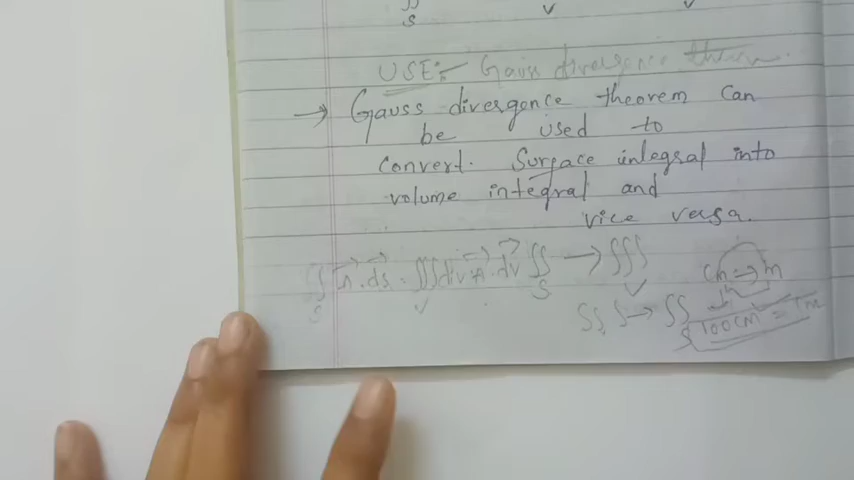 ∬ S V V
USE:- Gauss divergence
→ Gauss divergence theorem can
be used to
convert. Surface integral into
volume integral and
vice versa.
∬ S . ds = ∭ V div A . dv ∬ S → ∭ V cm → m
∬ S → ∬ S 100cm = 1m